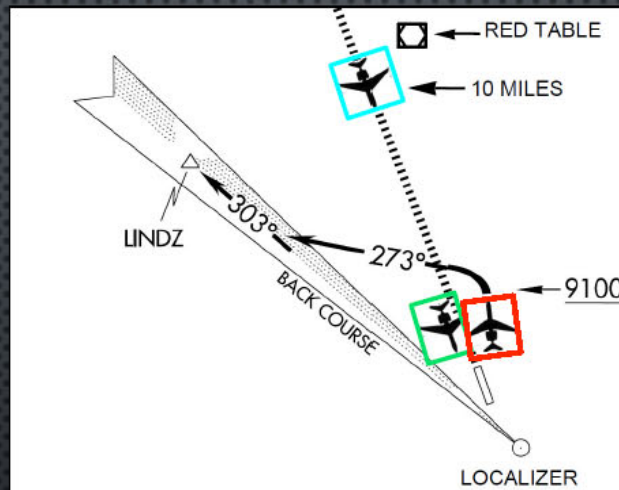 RED TABLE
10 MILES
LINDZ
303°
273°
BACK COURSE
9100
LOCALIZER